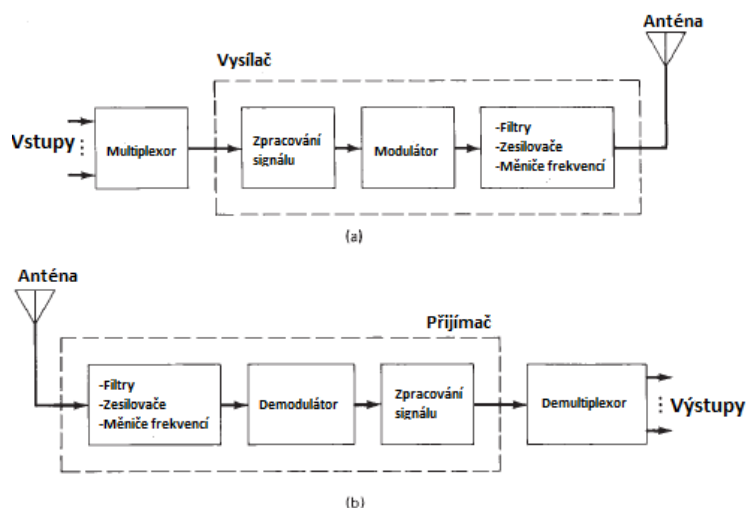 Anténa
Vysílač
Vstupy
Multiplexor
Zpracování
signálu
Modulátor
-Filtry
-Zesilovače
-Měniče frekvencí
(a)
Anténa
Přijímač
-Filtry
-Zesilovače
-Měniče frekvencí
Demodulátor
Zpracování
signálu
Demultiplexor
Výstupy
(b)